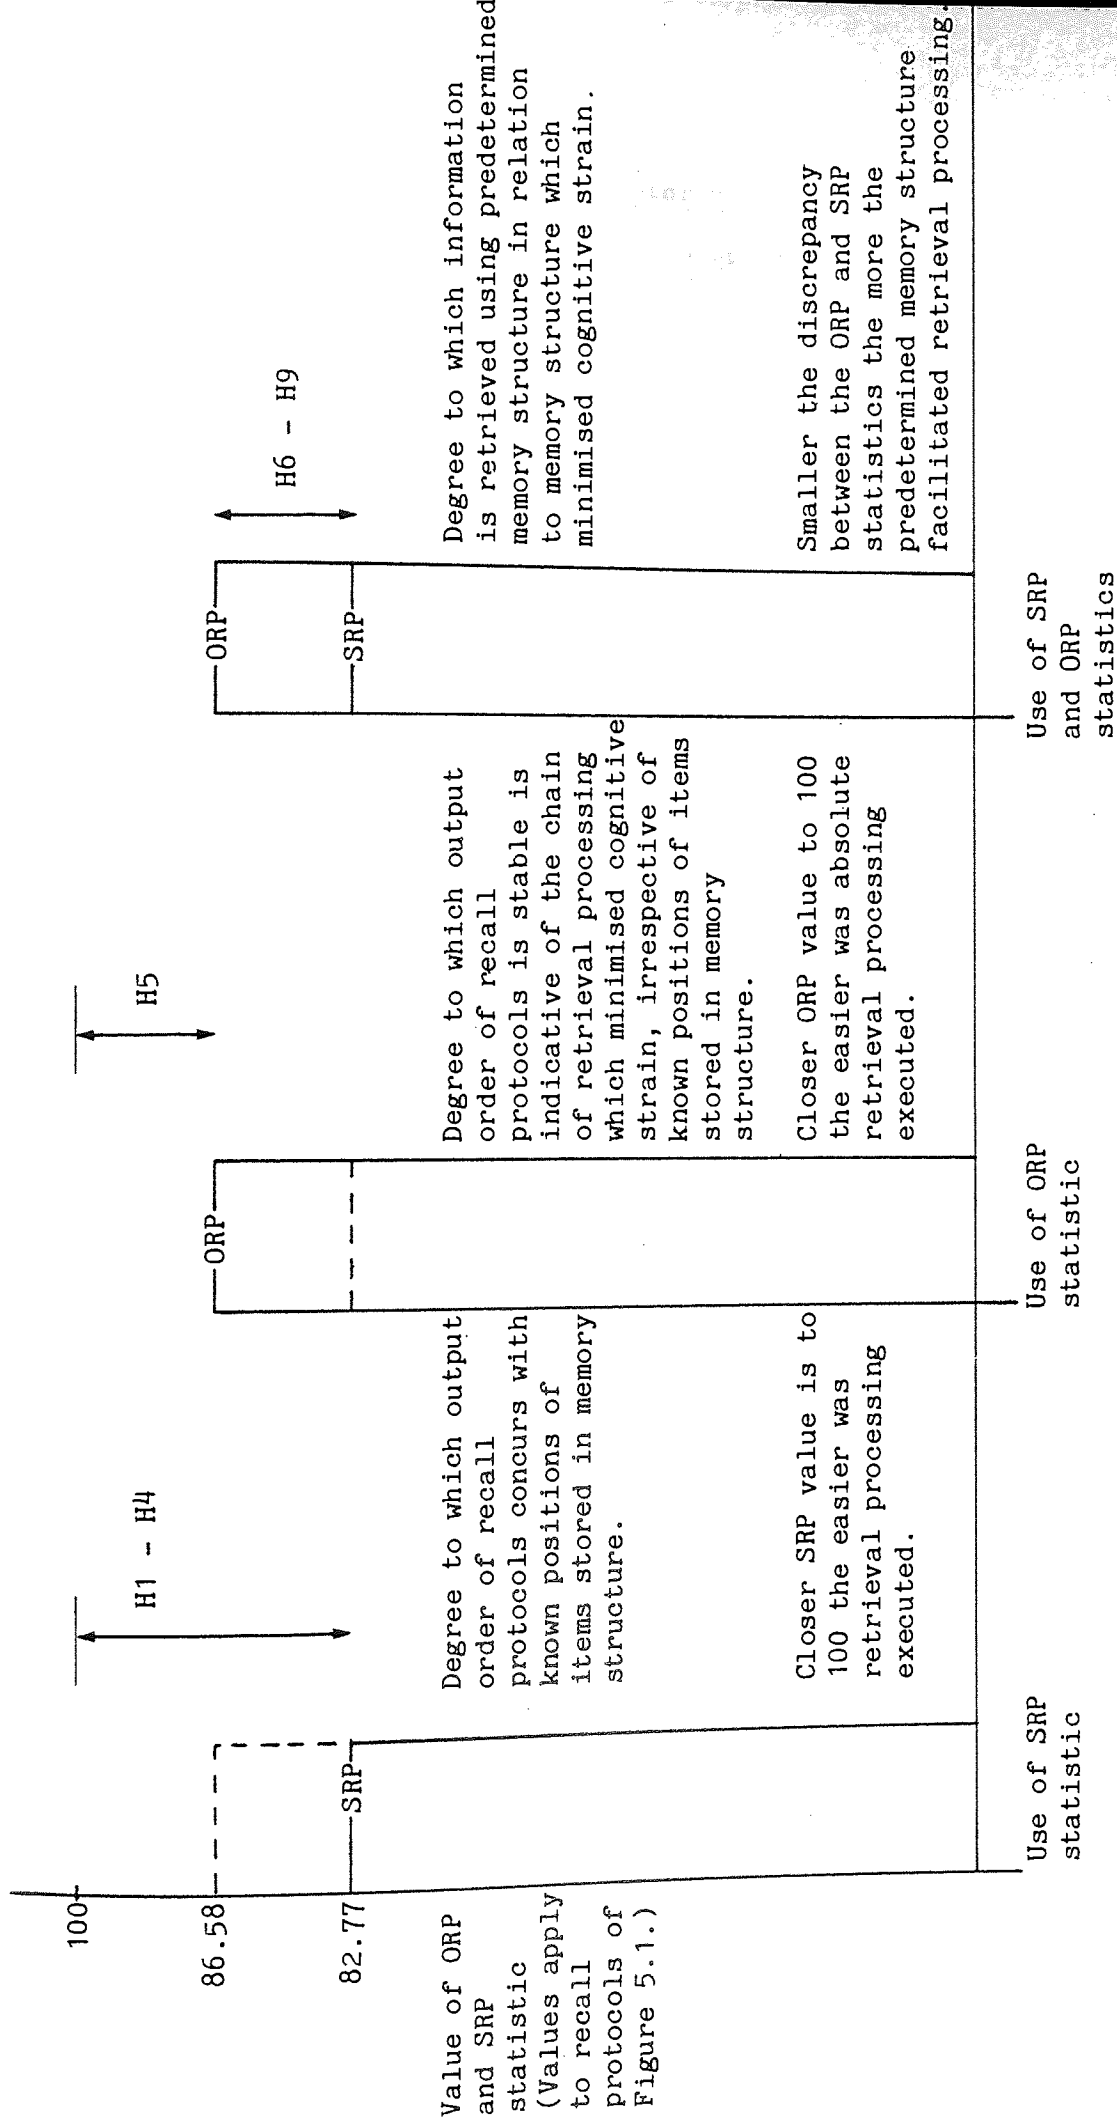 100
86.58
82.77
Value of ORP
and SRP
statistic
(Values apply
to recall
protocols of
Figure 5.1.)
SRP
H1 - H4
Degree to which output
order of recall
protocols concurs with
known positions of
items stored in memory
structure.
Closer SRP value is to
100 the easier was
retrieval processing
executed.
Use of SRP
statistic
ORP
H5
Degree to which output
order of recall
protocols is stable is
indicative of the chain
of retrieval processing
which minimised cognitive
strain, irrespective of
known positions of items
stored in memory
structure.
Closer ORP value to 100
the easier was absolute
retrieval processing
executed.
Use of ORP
statistic
ORP
SRP
H6 - H9
Degree to which information
is retrieved using predetermined
memory structure in relation
to memory structure which
minimised cognitive strain.
Smaller the discrepancy
between the ORP and SRP
statistics the more the
predetermined memory structure
facilitated retrieval processing.
Use of SRP
and ORP
statistics